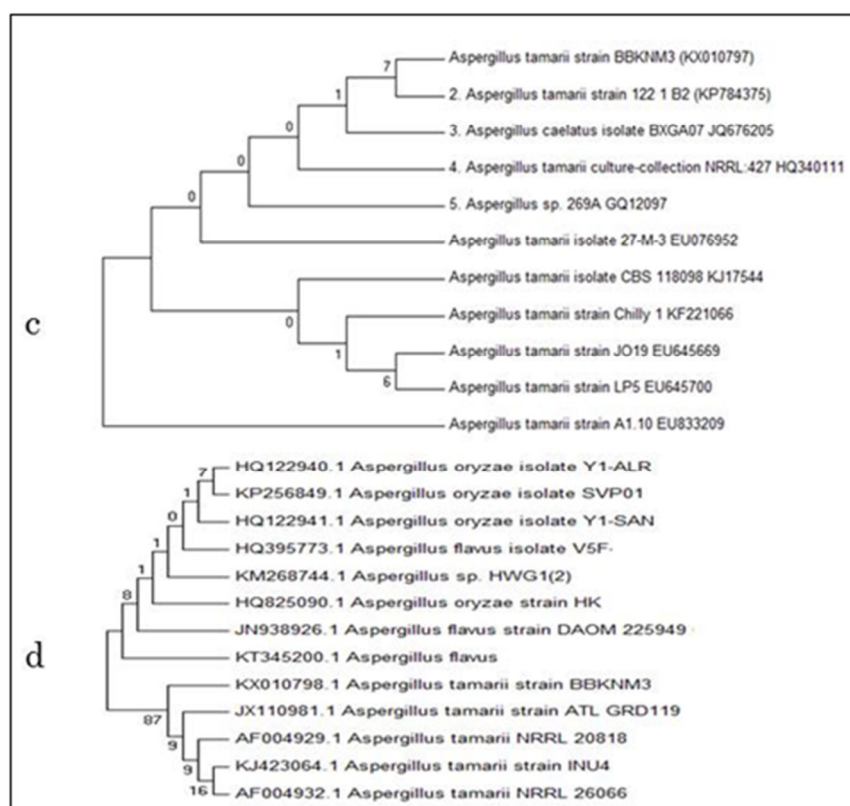 7
Aspergillus tamarii strain BBKNM3 (KX010797)
1
2. Aspergillus tamarii strain 122 1 B2 (KP784375)
0
3. Aspergillus caelatus isolate BXGA07 JQ676205
0
4. Aspergillus tamarii culture-collection NRRL:427 HQ340111
0
5. Aspergillus sp. 269A GQ12097
Aspergillus tamarii isolate 27-M-3 EU076952
Aspergillus tamarii isolate CBS 118098 KJ17544
c
0
Aspergillus tamarii strain Chilly 1 KF221066
1
Aspergillus tamarii strain JO19 EU645669
6
Aspergillus tamarii strain LP5 EU645700
Aspergillus tamarii strain A1.10 EU833209
7
HQ122940.1 Aspergillus oryzae isolate Y1-ALR
1
KP256849.1 Aspergillus oryzae isolate SVP01
0
HQ122941.1 Aspergillus oryzae isolate Y1-SAN
1
HQ395773.1 Aspergillus flavus isolate V5F
1
KM268744.1 Aspergillus sp. HWG1(2)
8
HQ825090.1 Aspergillus oryzae strain HK
JN938926.1 Aspergillus flavus strain DAOM 225949
d
KT345200.1 Aspergillus flavus
KX010798.1 Aspergillus tamarii strain BBKNM3
87
JX110981.1 Aspergillus tamarii strain ATL GRD119
9
AF004929.1 Aspergillus tamarii NRRL 20818
9
KJ423064.1 Aspergillus tamarii strain INU4
16
AF004932.1 Aspergillus tamarii NRRL 26066